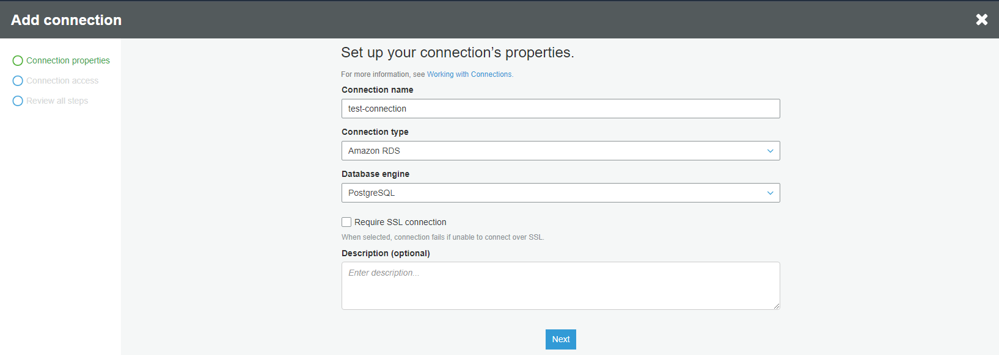 Add connection
Connection properties
Connection access
Review all steps
Set up your connection’s properties.
For more information, see Working with Connections.
Connection name
test-connection
Connection type
Amazon RDS
Database engine
PostgreSQL
Require SSL connection
When selected, connection fails if unable to connect over SSL.
Description (optional)
Enter description...
Next